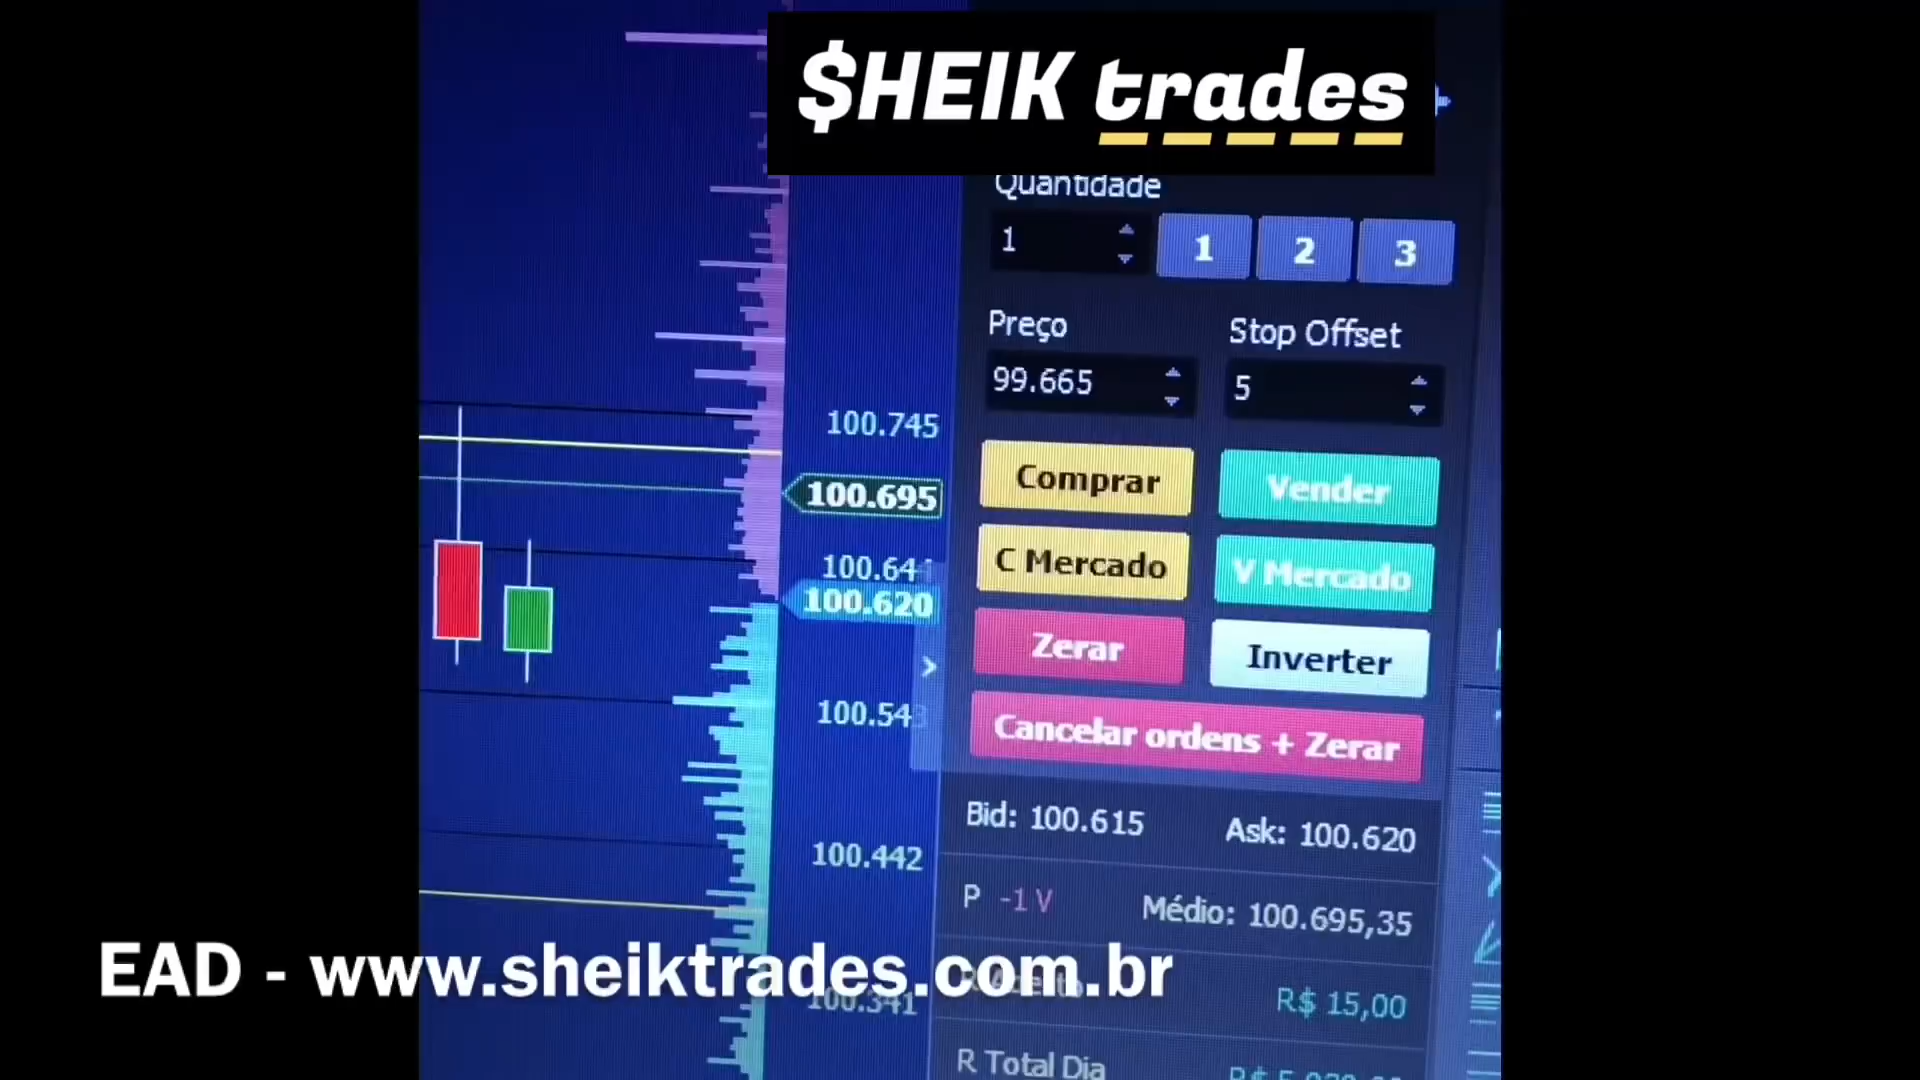 $HEIK trades
Quantidade
1
1 2 3
Preço Stop Offset
99.665 5
100.745
100.695
100.620
100.442
Comprar Vender
C Mercado V Mercado
Zerar Inverter
Cancelar ordens + Zerar
Bid: 100.615 Ask: 100.620
P -1 V Médio: 100.695,35
R$ 15,00
R Total Dia
EAD - www.sheiktrades.com.br
100.341